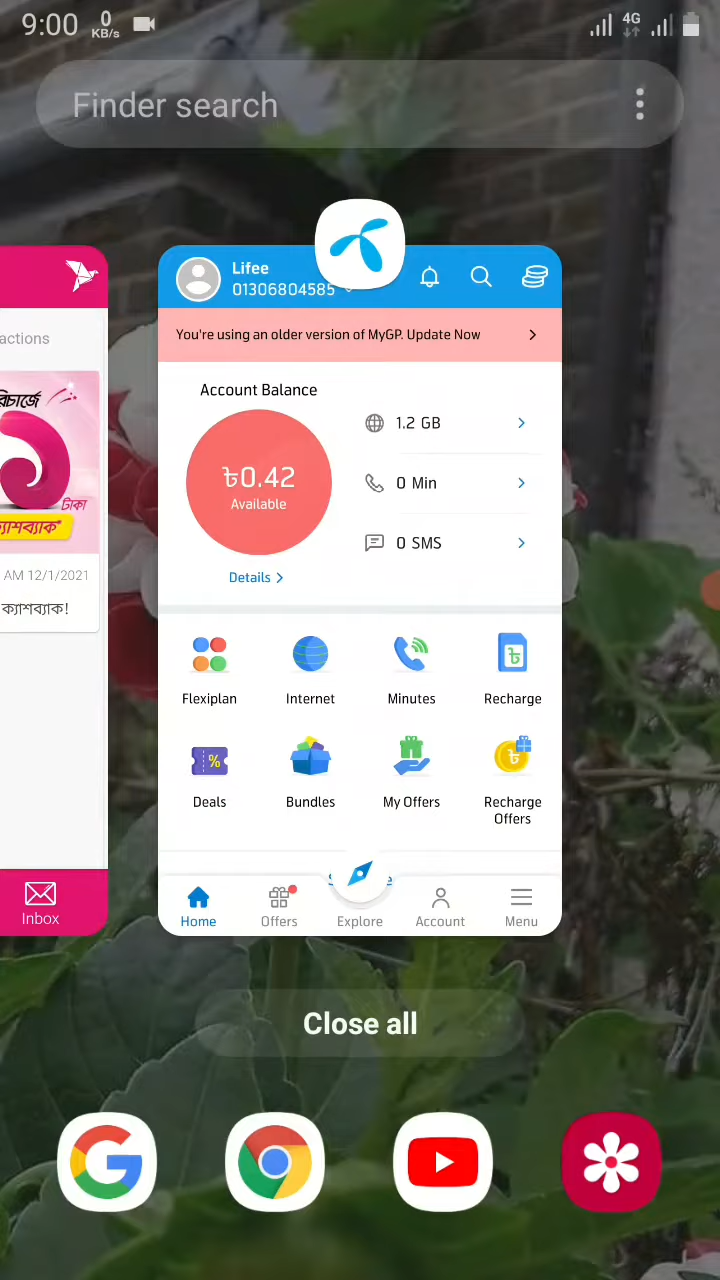 9:00
0
KB/s
4G
Finder search
Lifee
01306804585
You're using an older version of MyGP. Update Now
Account Balance
৳0.42
Available
Details
1.2 GB
0 Min
0 SMS
Flexiplan
Internet
Minutes
Recharge
Deals
Bundles
My Offers
Recharge
Offers
Home
Offers
Explore
Account
Menu
actions
টাকা
AM 12/1/2021
ক্যাশব্যাক!
Inbox
Close all